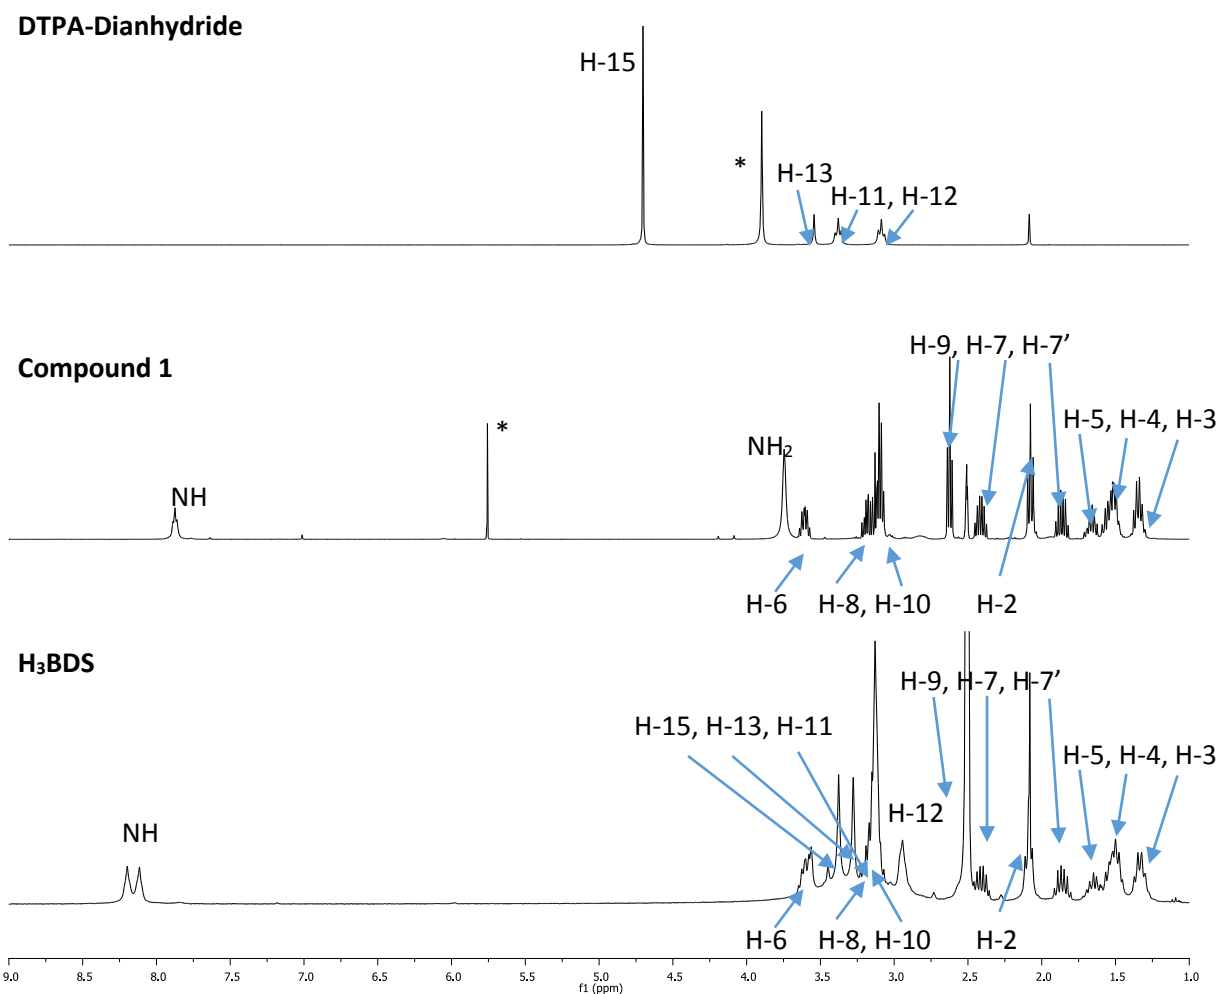 DTPA-Dianhydride
H-15
*
H-13
H-11, H-12
Compound 1
H-9, H-7, H-7’
H-5, H-4, H-3
*
NH₂
NH
H-6
H-8, H-10
H-2
H₃BDS
H-9, H-7, H-7’
H-15, H-13, H-11
H-5, H-4, H-3
H-12
NH
H-6
H-8, H-10
H-2
9.0 8.5 8.0 7.5 7.0 6.5 6.0 5.5 5.0 4.5 4.0 3.5 3.0 2.5 2.0 1.5 1.0
f1 (ppm)